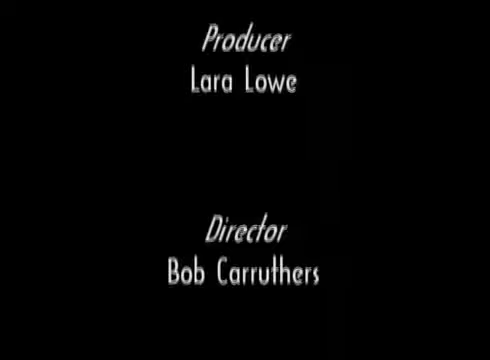 Producer
Lara Lowe
Director
Bob Carruthers